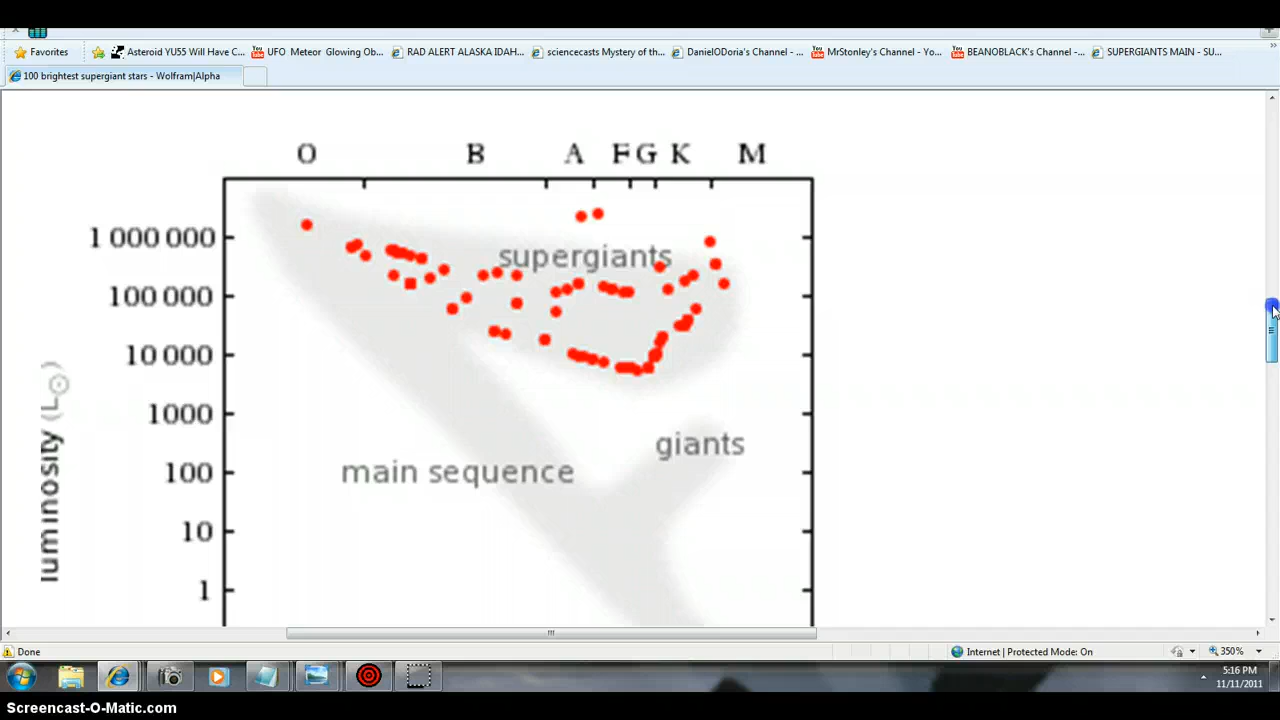 Favorites Asteroid YU55 Will Have C... UFO Meteor Glowing Ob... RAD ALERT ALASKA IDAH... sciencecasts Mystery of th... DanielODoria's Channel - ... MrStonley's Channel - Yo... BEANOBLACK's Channel -... SUPERGIANTS MAIN - SU...
100 brightest supergiant stars - Wolfram|Alpha
O B A F G K M
1 000 000
supergiants
100 000
10 000
luminosity (L☉)
1000
giants
main sequence
100
10
1
Done Internet | Protected Mode: On 350%
5:16 PM
11/11/2011
Screencast-O-Matic.com